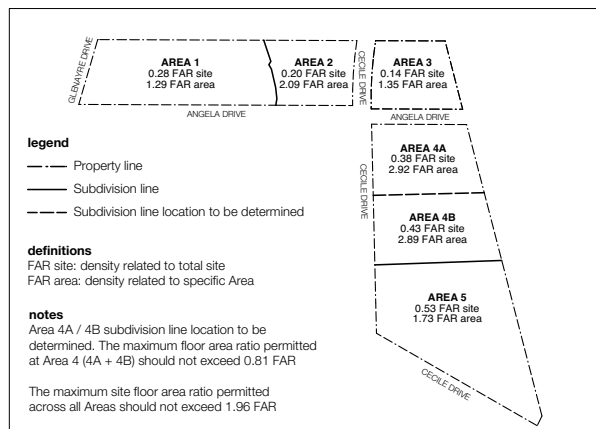 GLENAYRE DRIVE
AREA 1
0.28 FAR site
1.29 FAR area
AREA 2
0.20 FAR site
2.09 FAR area
CECILE DRIVE
AREA 3
0.14 FAR site
1.35 FAR area
ANGELA DRIVE
ANGELA DRIVE
legend
Property line
Subdivision line
Subdivision line location to be determined
definitions
FAR site: density related to total site
FAR area: density related to specific Area
notes
Area 4A / 4B subdivision line location to be
determined. The maximum floor area ratio permitted
at Area 4 (4A + 4B) should not exceed 0.81 FAR
The maximum site floor area ratio permitted
across all Areas should not exceed 1.96 FAR
CECILE DRIVE
AREA 4A
0.38 FAR site
2.92 FAR area
AREA 4B
0.43 FAR site
2.89 FAR area
AREA 5
0.53 FAR site
1.73 FAR area
CECILE DRIVE